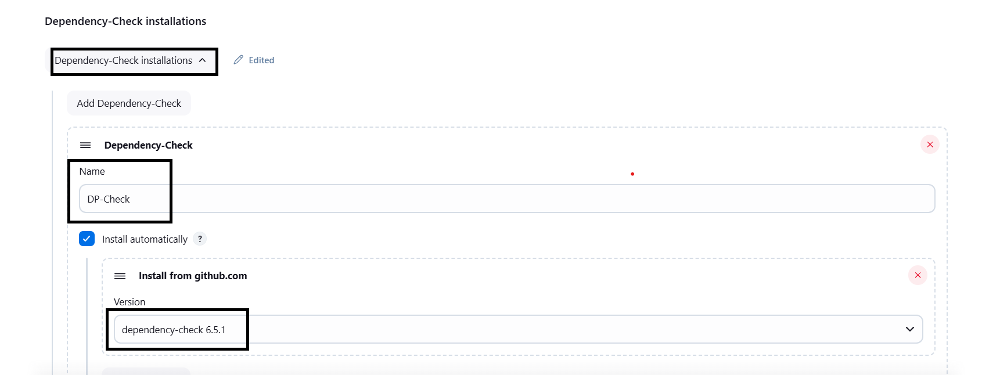 Dependency-Check installations
Dependency-Check installations
Edited
Add Dependency-Check
Dependency-Check
Name
DP-Check
Install automatically ?
Install from github.com
Version
dependency-check 6.5.1